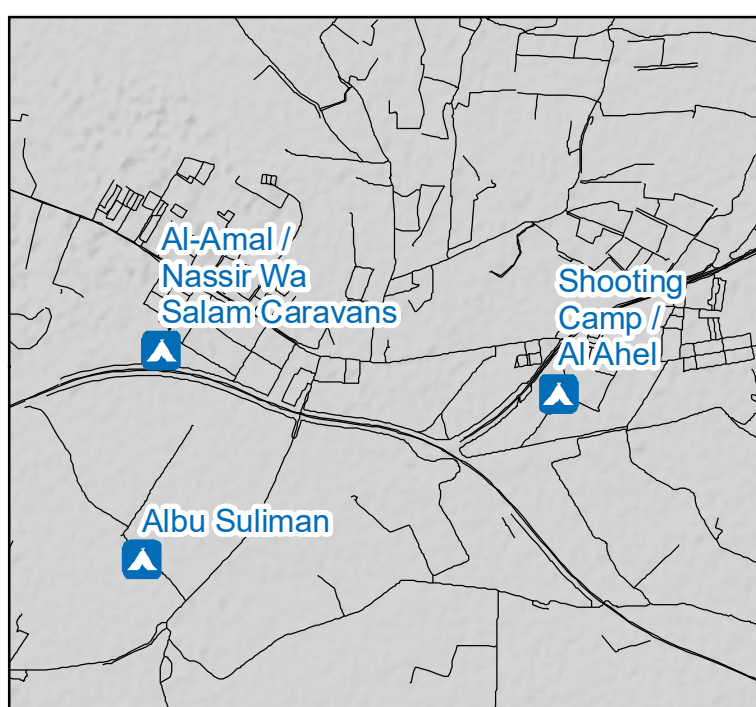 Al-Amal /
Nassir Wa
Salam Caravans
Shooting
Camp /
Al Ahel
Albu Suliman